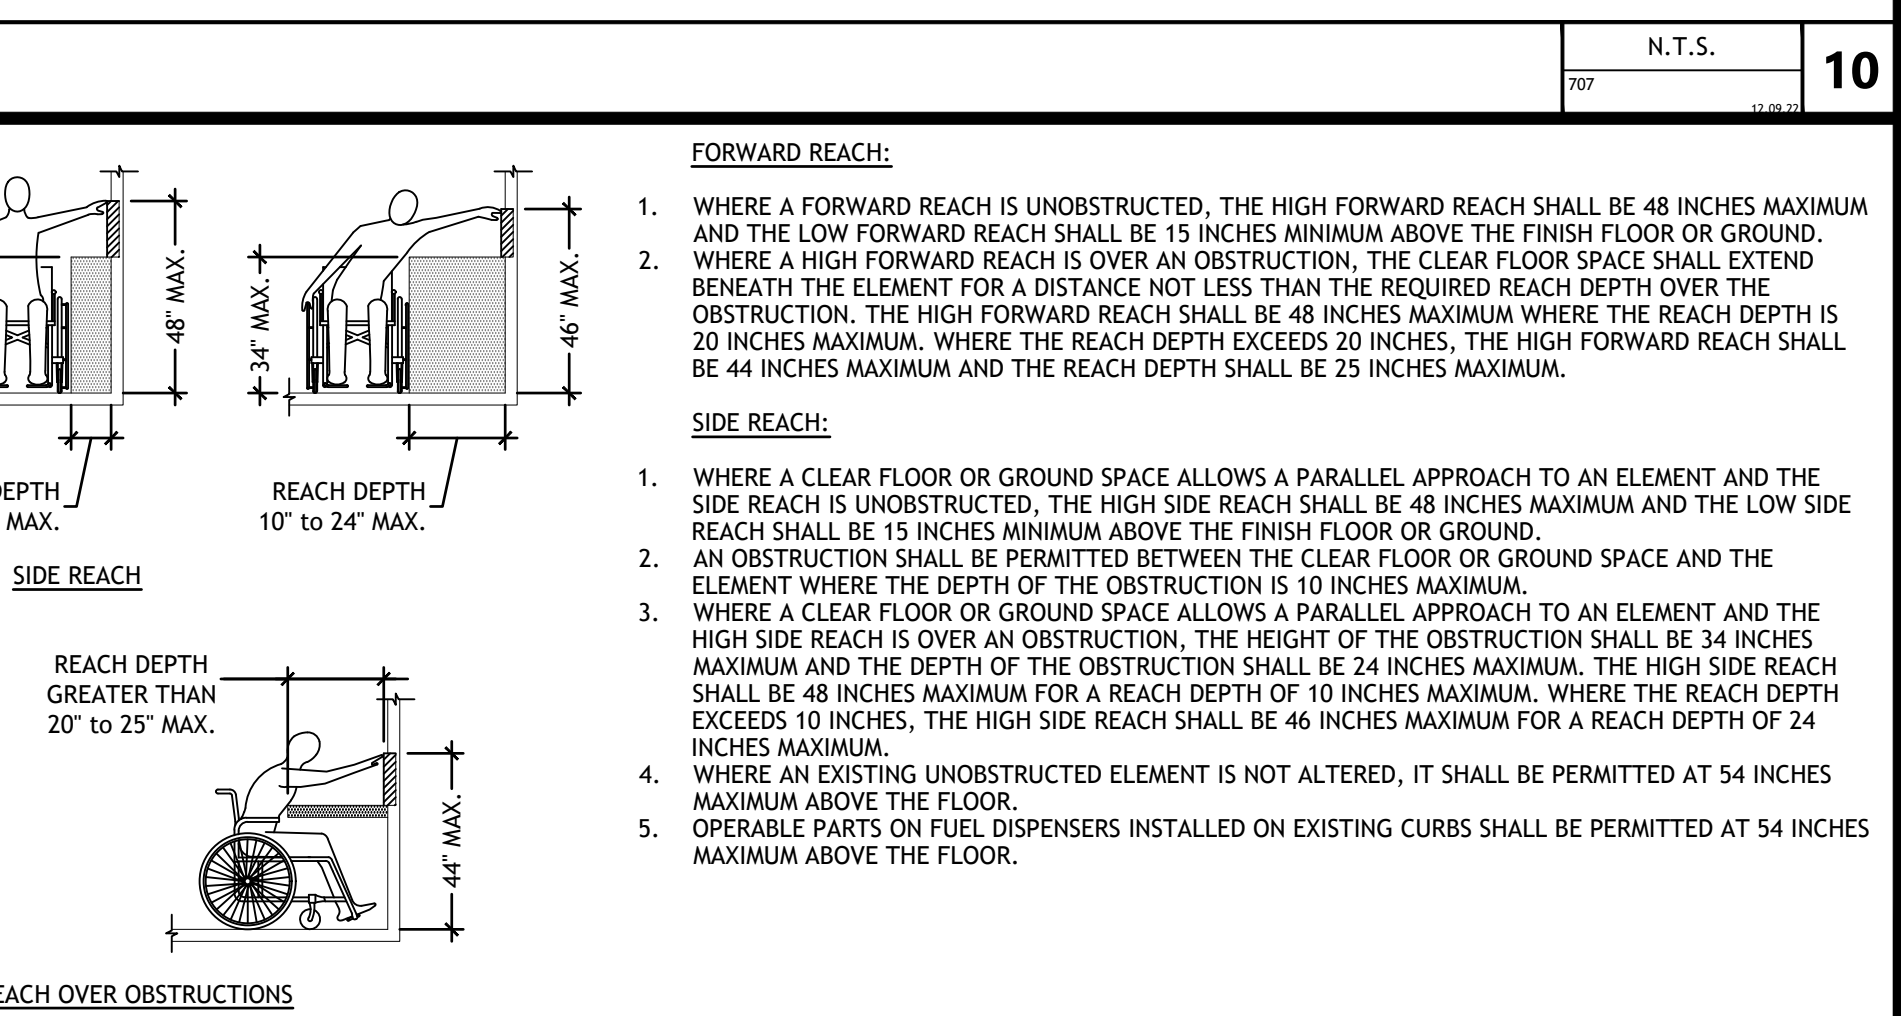 N.T.S.
10
707
12.09.22
48" MAX.
34" MAX.
46" MAX.
MAX.
REACH DEPTH
10" to 24" MAX.
SIDE REACH
REACH DEPTH
GREATER THAN
20" to 25" MAX.
44" MAX.
OVER OBSTRUCTIONS
FORWARD REACH:
1. WHERE A FORWARD REACH IS UNOBSTRUCTED, THE HIGH FORWARD REACH SHALL BE 48 INCHES MAXIMUM
AND THE LOW FORWARD REACH SHALL BE 15 INCHES MINIMUM ABOVE THE FINISH FLOOR OR GROUND.
2. WHERE A HIGH FORWARD REACH IS OVER AN OBSTRUCTION, THE CLEAR FLOOR SPACE SHALL EXTEND
BENEATH THE ELEMENT FOR A DISTANCE NOT LESS THAN THE REQUIRED REACH DEPTH OVER THE
OBSTRUCTION. THE HIGH FORWARD REACH SHALL BE 48 INCHES MAXIMUM WHERE THE REACH DEPTH IS
20 INCHES MAXIMUM. WHERE THE REACH DEPTH EXCEEDS 20 INCHES, THE HIGH FORWARD REACH SHALL
BE 44 INCHES MAXIMUM AND THE REACH DEPTH SHALL BE 25 INCHES MAXIMUM.
SIDE REACH:
1. WHERE A CLEAR FLOOR OR GROUND SPACE ALLOWS A PARALLEL APPROACH TO AN ELEMENT AND THE
SIDE REACH IS UNOBSTRUCTED, THE HIGH SIDE REACH SHALL BE 48 INCHES MAXIMUM AND THE LOW SIDE
REACH SHALL BE 15 INCHES MINIMUM ABOVE THE FINISH FLOOR OR GROUND.
2. AN OBSTRUCTION SHALL BE PERMITTED BETWEEN THE CLEAR FLOOR OR GROUND SPACE AND THE
ELEMENT WHERE THE DEPTH OF THE OBSTRUCTION IS 10 INCHES MAXIMUM.
3. WHERE A CLEAR FLOOR OR GROUND SPACE ALLOWS A PARALLEL APPROACH TO AN ELEMENT AND THE
HIGH SIDE REACH IS OVER AN OBSTRUCTION, THE HEIGHT OF THE OBSTRUCTION SHALL BE 34 INCHES
MAXIMUM AND THE DEPTH OF THE OBSTRUCTION SHALL BE 24 INCHES MAXIMUM. THE HIGH SIDE REACH
SHALL BE 48 INCHES MAXIMUM FOR A REACH DEPTH OF 10 INCHES MAXIMUM. WHERE THE REACH DEPTH
EXCEEDS 10 INCHES, THE HIGH SIDE REACH SHALL BE 46 INCHES MAXIMUM FOR A REACH DEPTH OF 24
INCHES MAXIMUM.
4. WHERE AN EXISTING UNOBSTRUCTED ELEMENT IS NOT ALTERED, IT SHALL BE PERMITTED AT 54 INCHES
MAXIMUM ABOVE THE FLOOR.
5. OPERABLE PARTS ON FUEL DISPENSERS INSTALLED ON EXISTING CURBS SHALL BE PERMITTED AT 54 INCHES
MAXIMUM ABOVE THE FLOOR.